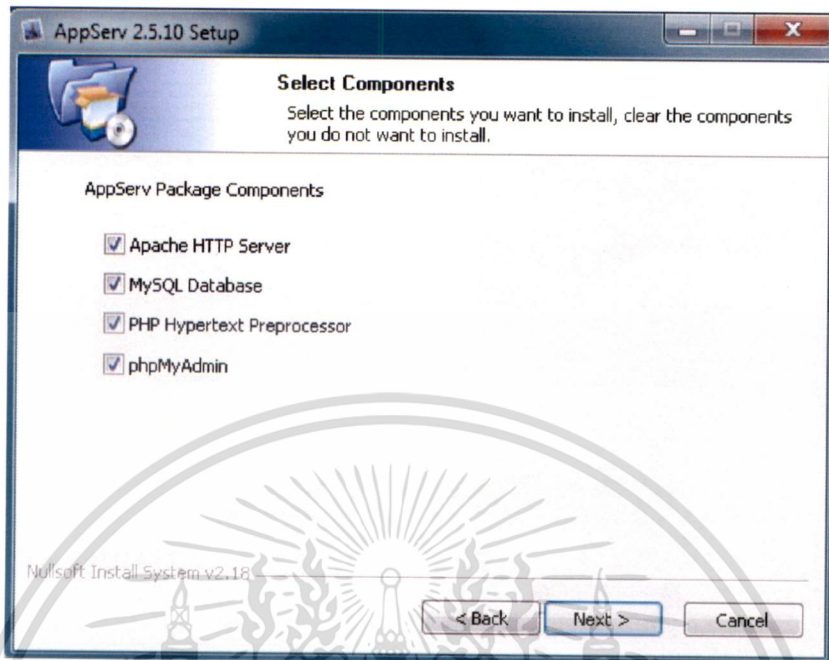 AppServ 2.5.10 Setup
Select Components
Select the components you want to install, clear the components
you do not want to install.
AppServ Package Components
Apache HTTP Server
MySQL Database
PHP Hypertext Preprocessor
phpMyAdmin
Nullsoft Install System v2.18
< Back
Next >
Cancel